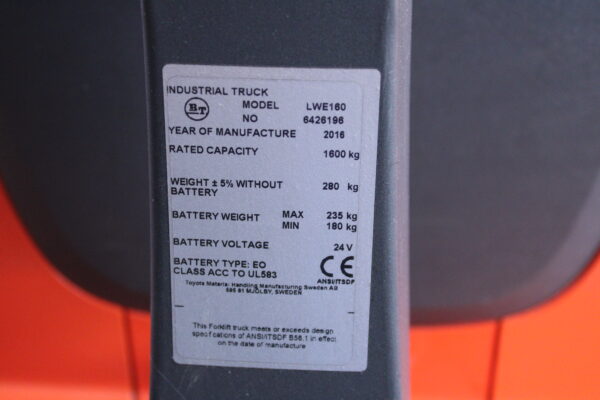 INDUSTRIAL TRUCK
BT MODEL LWE160
NO 6426196
YEAR OF MANUFACTURE 2016
RATED CAPACITY 1600 kg
WEIGHT ± 5% WITHOUT BATTERY 280 kg
BATTERY WEIGHT MAX 235 kg
MIN 180 kg
BATTERY VOLTAGE 24 V
BATTERY TYPE: EO
CLASS ACC TO UL583
CE
ANSI/ITSDF
Toyota Material Handling Manufacturing Sweden AB
595 81 MJÖLBY, SWEDEN
This Forklift truck meets or exceeds design
specifications of ANSI/ITSDF B56.1 in effect
on the date of manufacture